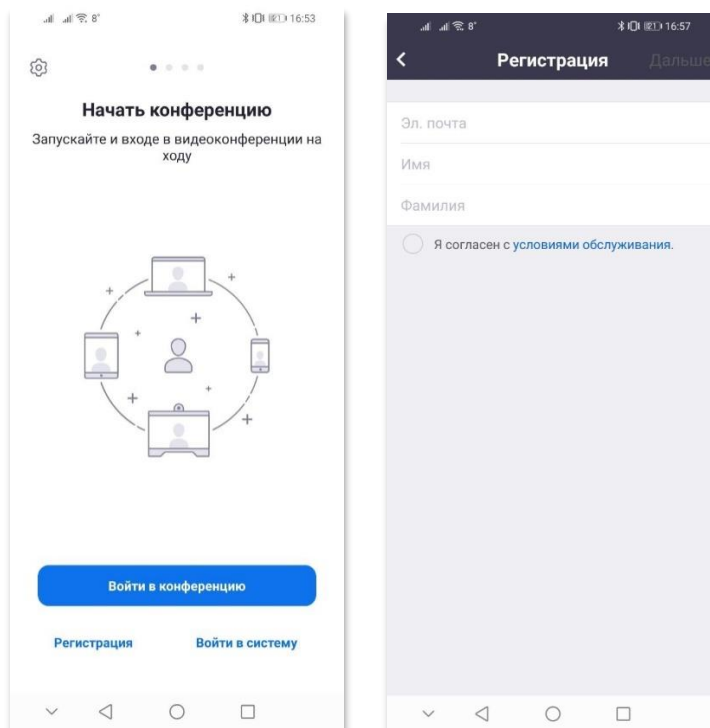 8° 16:53
Начать конференцию
Запускайте и входе в видеоконференции на
ходу
Войти в конференцию
Регистрация Войти в систему
8° 16:57
Регистрация Дальше
Эл. почта
Имя
Фамилия
Я согласен с условиями обслуживания.